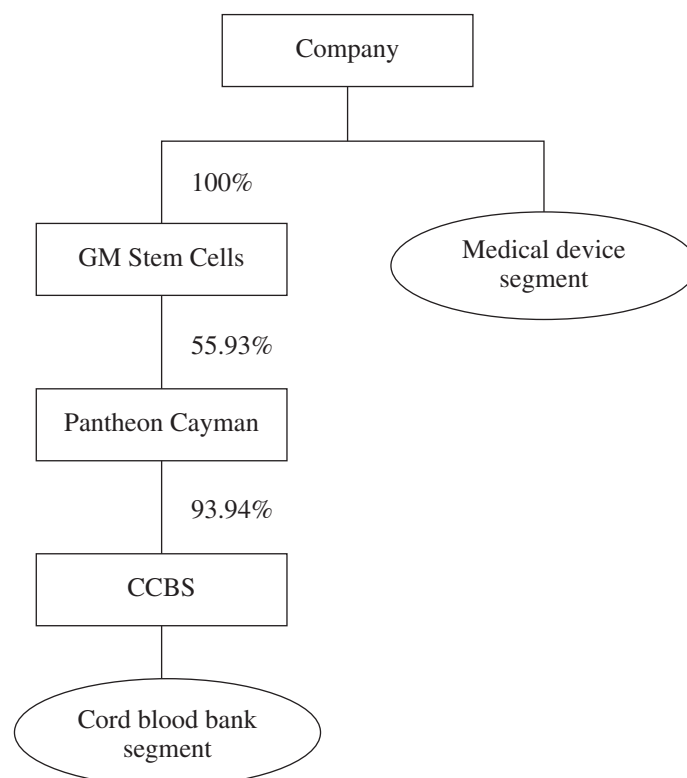 Company
100%
GM Stem Cells
Medical device
segment
55.93%
Pantheon Cayman
93.94%
CCBS
Cord blood bank
segment